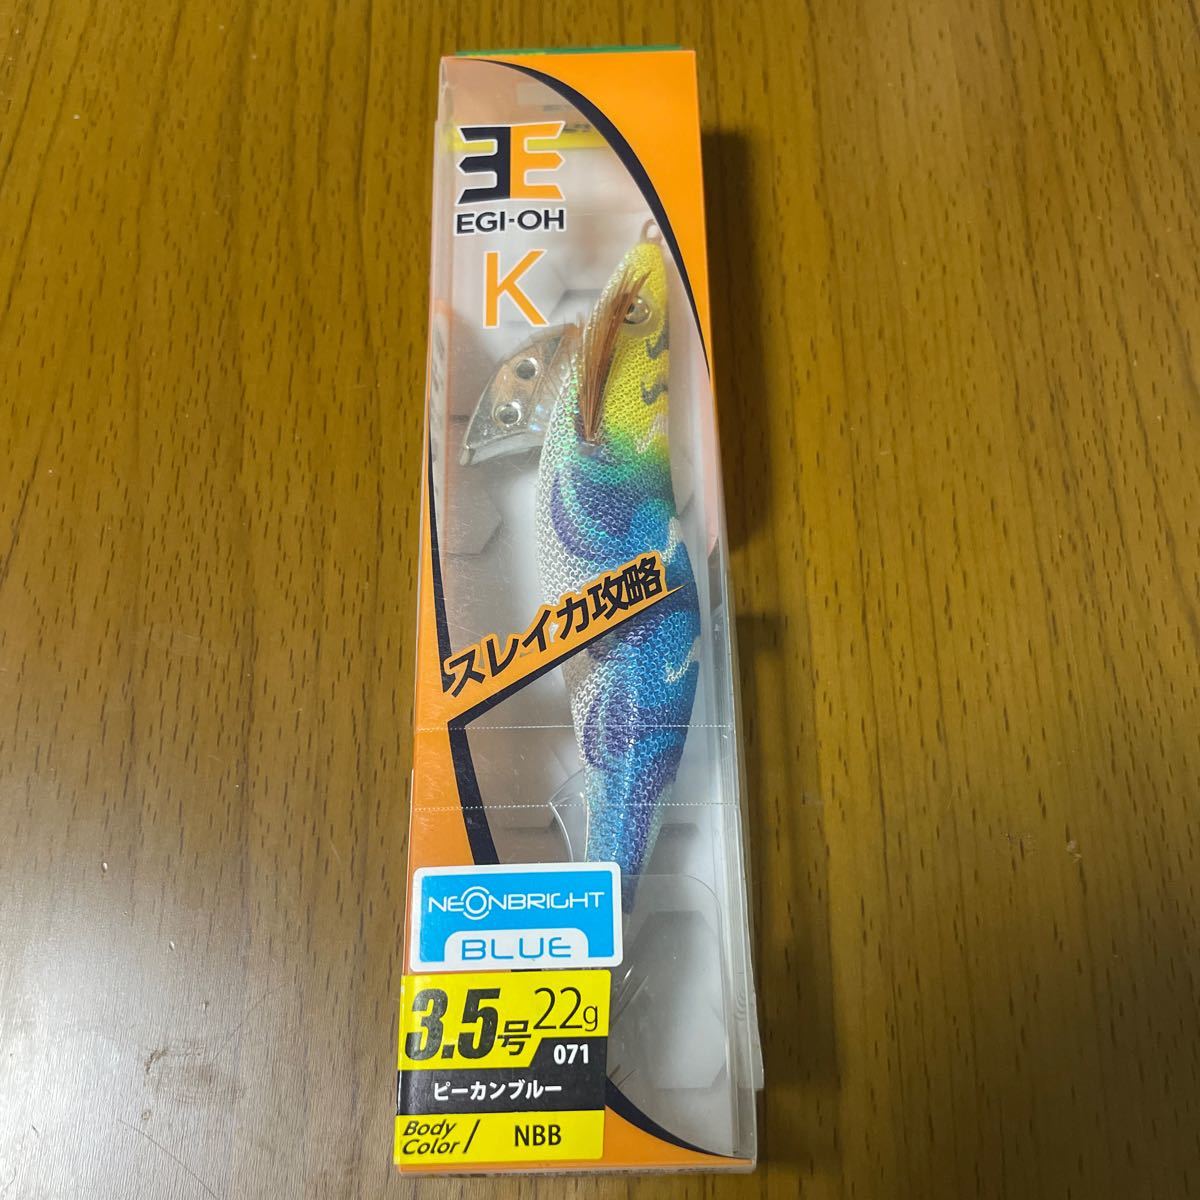 EGI-OH
K
スレイカ攻略
NEONBRIGHT
BLUE
3.5号 22g
071
ピーカンブルー
Body Color / NBB